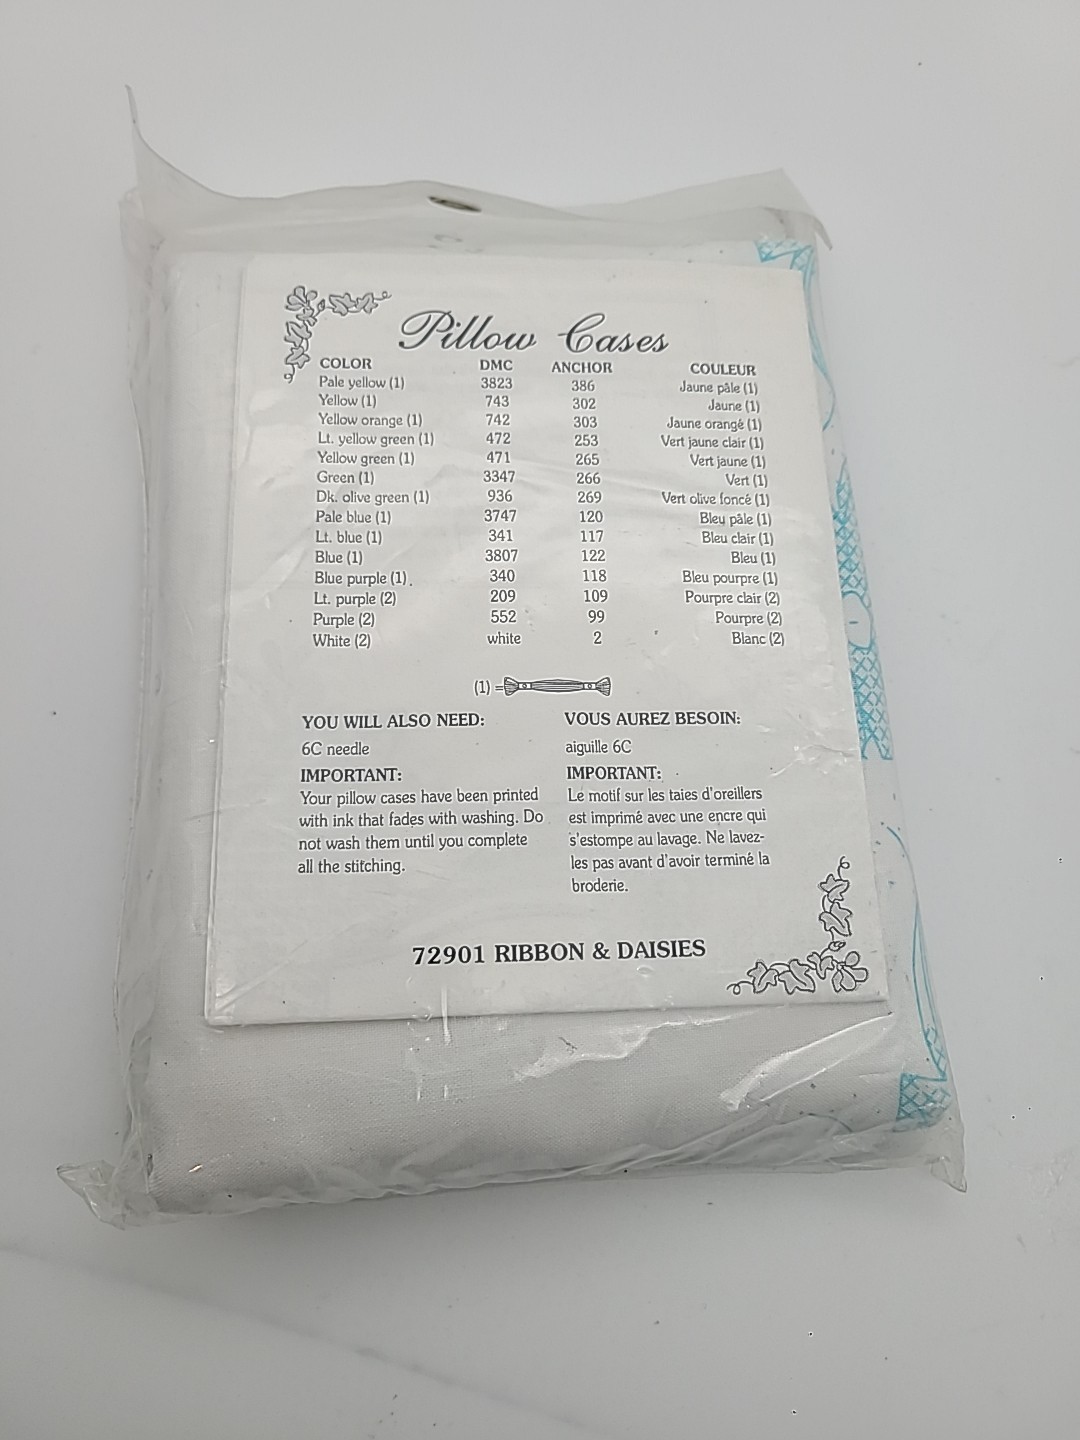 Pillow Cases
COLOR DMC ANCHOR COULEUR
Pale yellow (1) 3823 386 Jaune pâle (1)
Yellow (1) 743 302 Jaune (1)
Yellow orange (1) 742 303 Jaune orangé (1)
Lt. yellow green (1) 472 253 Vert jaune clair (1)
Yellow green (1) 471 265 Vert jaune (1)
Green (1) 3347 266 Vert (1)
Dk. olive green (1) 936 269 Vert olive foncé (1)
Pale blue (1) 3747 120 Bleu pâle (1)
Lt. blue (1) 341 117 Bleu clair (1)
Blue (1) 3807 122 Bleu (1)
Blue purple (1) 340 118 Bleu pourpre (1)
Lt. purple (2) 209 109 Pourpre clair (2)
Purple (2) 552 99 Pourpre (2)
White (2) white 2 Blanc (2)
(1) =
YOU WILL ALSO NEED:
6C needle
IMPORTANT:
Your pillow cases have been printed
with ink that fades with washing. Do
not wash them until you complete
all the stitching.
VOUS AUREZ BESOIN:
aiguille 6C
IMPORTANT:
Le motif sur les taies d'oreillers
est imprimé avec une encre qui
s'estompe au lavage. Ne lavez-
les pas avant d'avoir terminé la
broderie.
72901 RIBBON & DAISIES